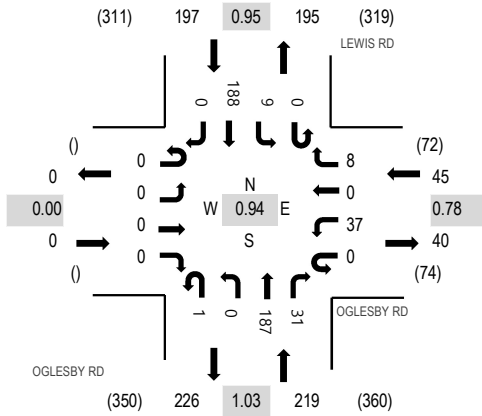 (311) 197 0.95 195 (319)
LEWIS RD
0 188 9 0
() 0 8 (72)
0 0 N 0 45
0.00 W 0.94 E 0.78
0 0 S 37 40
() 0 0 (74)
1 0 187 31
OGLESBY RD
OGLESBY RD
(350) 226 1.03 219 (360)